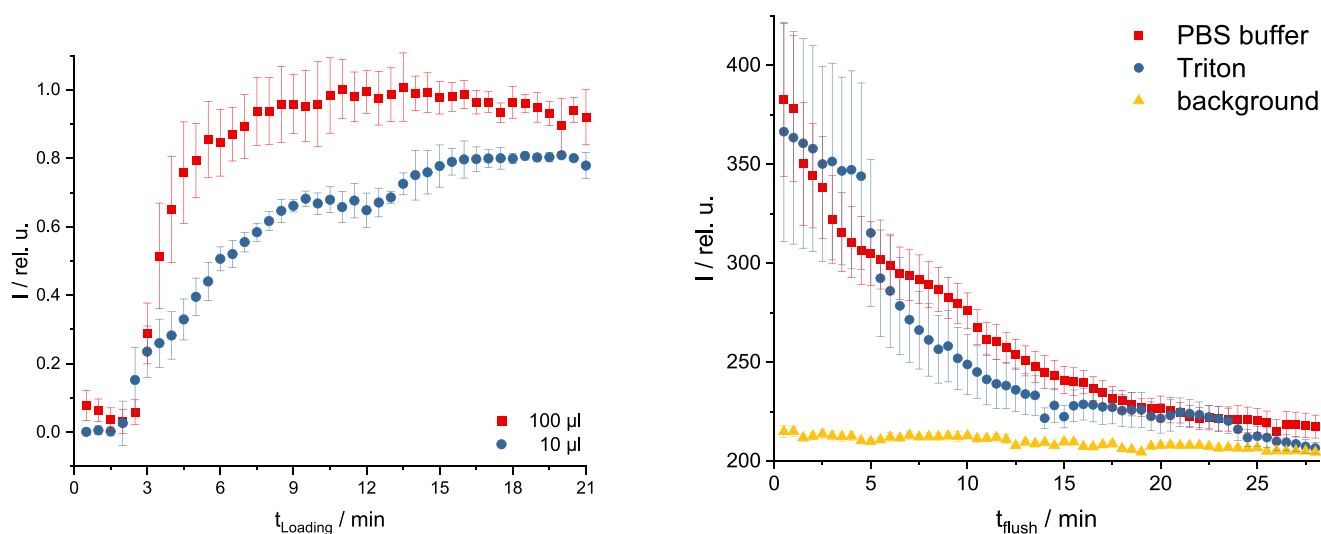 I / rel. u.
1.0
0.8
0.6
0.4
0.2
0.0
100 µl
10 µl
0 3 6 9 12 15 18 21
tLoading / min
PBS buffer
Triton
background
I / rel. u.
400
350
300
250
200
0 5 10 15 20 25
tflush / min